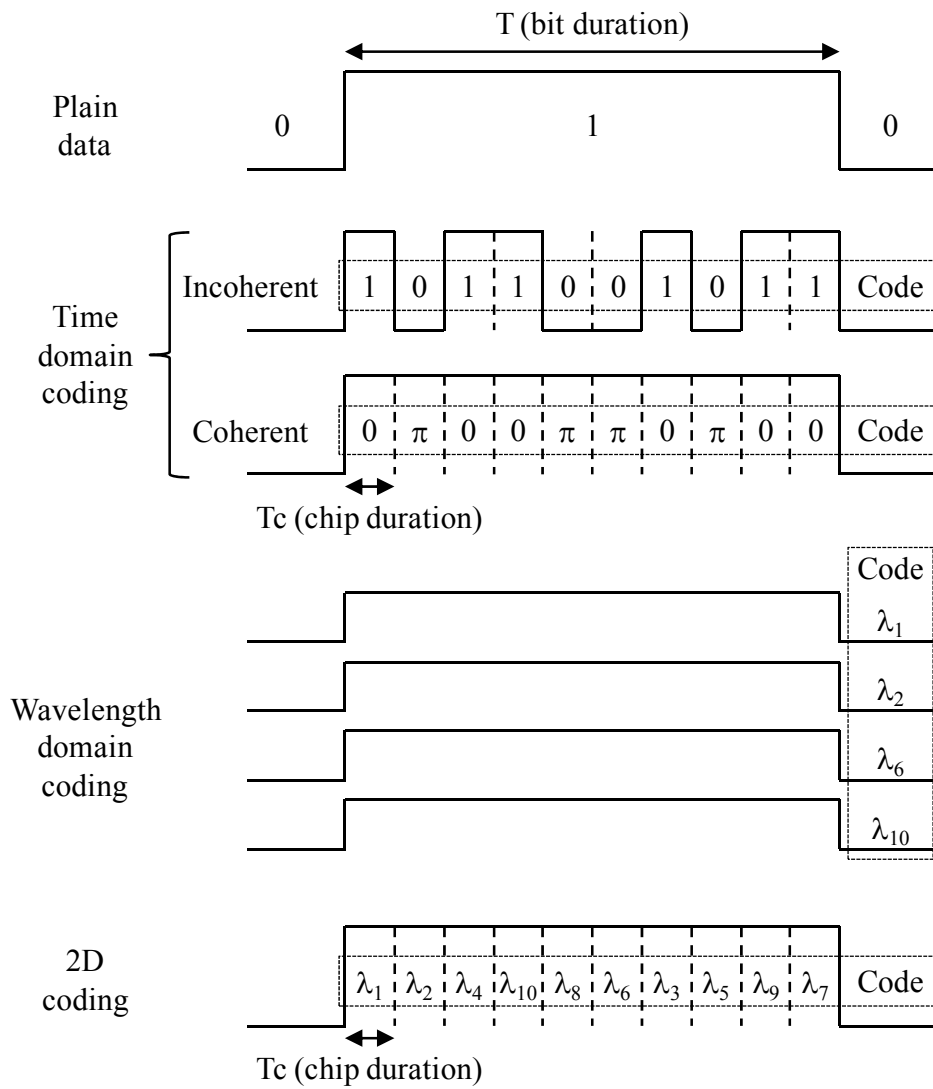 T (bit duration)
Plain
data
0 1 0
Time
domain
coding
Incoherent 1 0 1 1 0 0 1 0 1 1 Code
Coherent 0 π 0 0 π π 0 π 0 0 Code
Tc (chip duration)
Wavelength
domain
coding
Code
λ₁
λ₂
λ₆
λ₁₀
2D
coding
λ₁ λ₂ λ₄ λ₁₀ λ₈ λ₆ λ₃ λ₅ λ₉ λ₇ Code
Tc (chip duration)